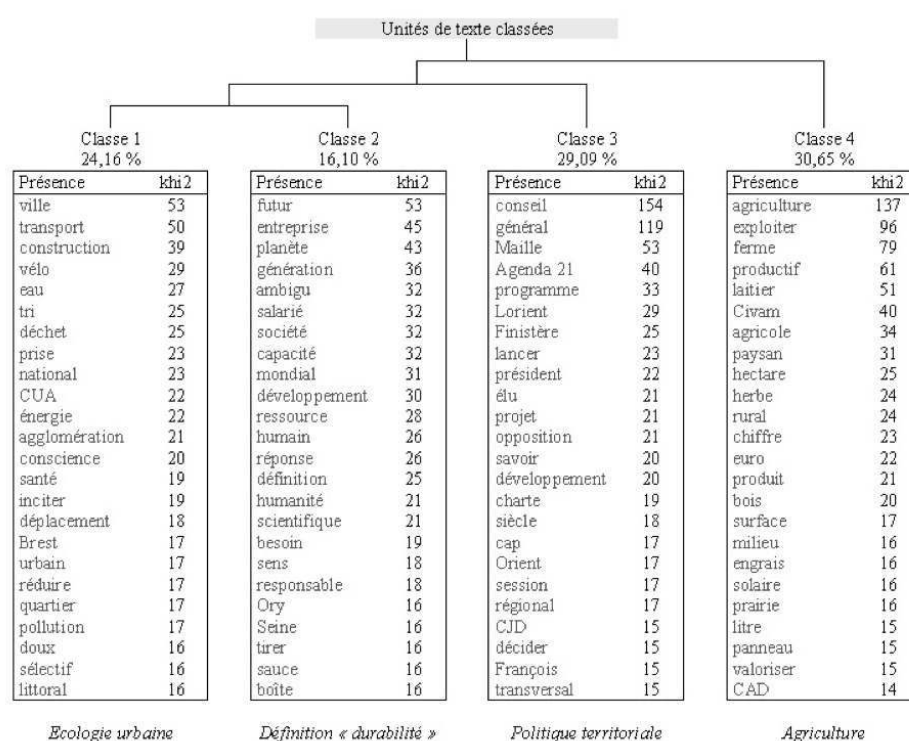 Unités de texte classées
Classe 1
24,16 %
Présence khi2
ville 53
transport 50
construction 39
vélo 29
eau 27
tri 25
déchet 25
prise 23
national 23
CUA 22
énergie 22
agglomération 21
conscience 20
santé 19
inciter 19
déplacement 18
Brest 17
urbain 17
réduire 17
quartier 17
pollution 17
doux 16
sélectif 16
littoral 16
Ecologie urbaine
Classe 2
16,10 %
Présence khi2
futur 53
entreprise 45
planète 43
génération 36
ambigu 32
salarié 32
société 32
capacité 32
mondial 31
développement 30
ressource 28
humain 26
réponse 26
définition 25
humanité 21
scientifique 21
besoin 19
sens 18
responsable 18
Ory 16
Seine 16
tirer 16
sauce 16
boîte 16
Définition « durabilité »
Classe 3
29,09 %
Présence khi2
conseil 154
général 119
Maille 53
Agenda 21 40
programme 33
Lorient 29
Finistère 25
lancer 23
président 22
élu 21
projet 21
opposition 21
savoir 20
développement 20
charte 19
siècle 18
cap 17
Orient 17
session 17
régional 17
CJD 15
décider 15
François 15
transversal 15
Politique territoriale
Classe 4
30,65 %
Présence khi2
agriculture 137
exploiter 96
ferme 79
productif 61
laitier 51
Civam 40
agricole 34
paysan 31
hectare 25
herbe 24
rural 24
chiffre 23
euro 22
produit 21
bois 20
surface 17
milieu 16
engrais 16
solaire 16
prairie 16
litre 15
panneau 15
valoriser 15
CAD 14
Agriculture